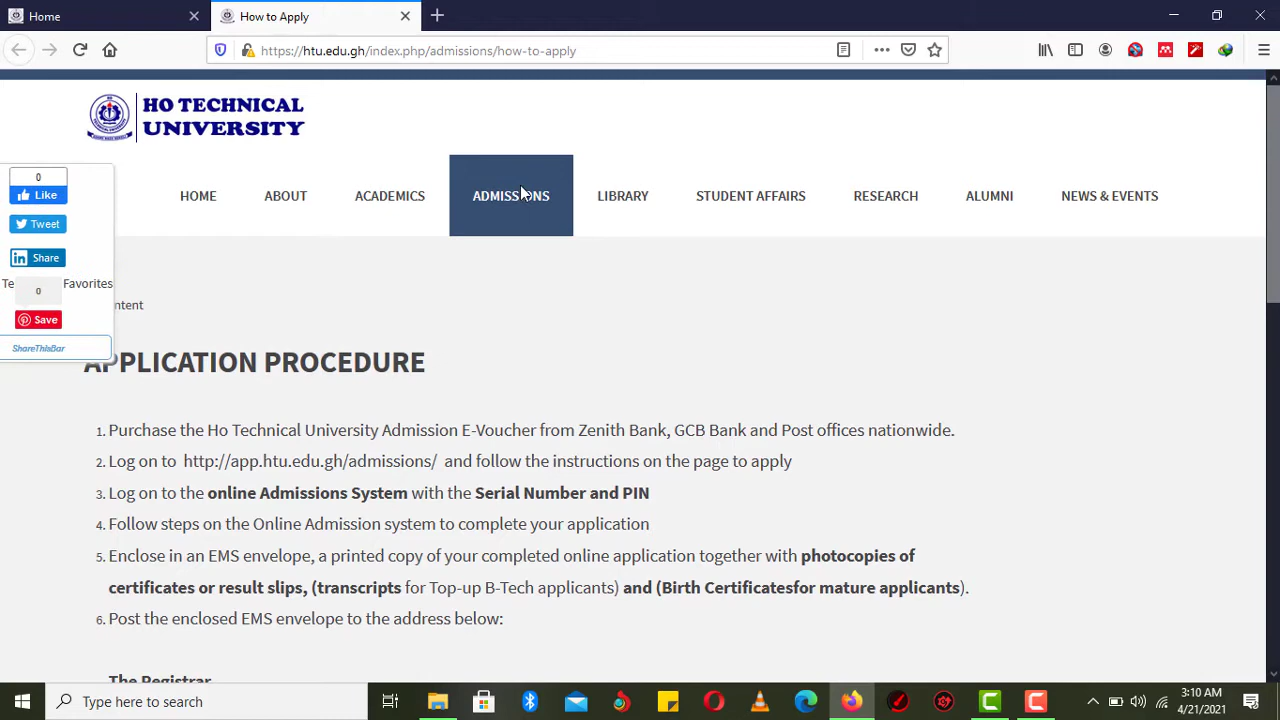 Home
How to Apply
https://htu.edu.gh/index.php/admissions/how-to-apply
HO TECHNICAL
UNIVERSITY
HOME ABOUT ACADEMICS ADMISSIONS LIBRARY STUDENT AFFAIRS RESEARCH ALUMNI NEWS & EVENTS
0
Like
Tweet
Share
Te Favorites
0
Save
ShareThisBar
ntent
APPLICATION PROCEDURE
1. Purchase the Ho Technical University Admission E-Voucher from Zenith Bank, GCB Bank and Post offices nationwide.
2. Log on to http://app.htu.edu.gh/admissions/ and follow the instructions on the page to apply
3. Log on to the online Admissions System with the Serial Number and PIN
4. Follow steps on the Online Admission system to complete your application
5. Enclose in an EMS envelope, a printed copy of your completed online application together with photocopies of
certificates or result slips, (transcripts for Top-up B-Tech applicants) and (Birth Certificatesfor mature applicants).
6. Post the enclosed EMS envelope to the address below:
The Registrar
Type here to search
3:10 AM
4/21/2021